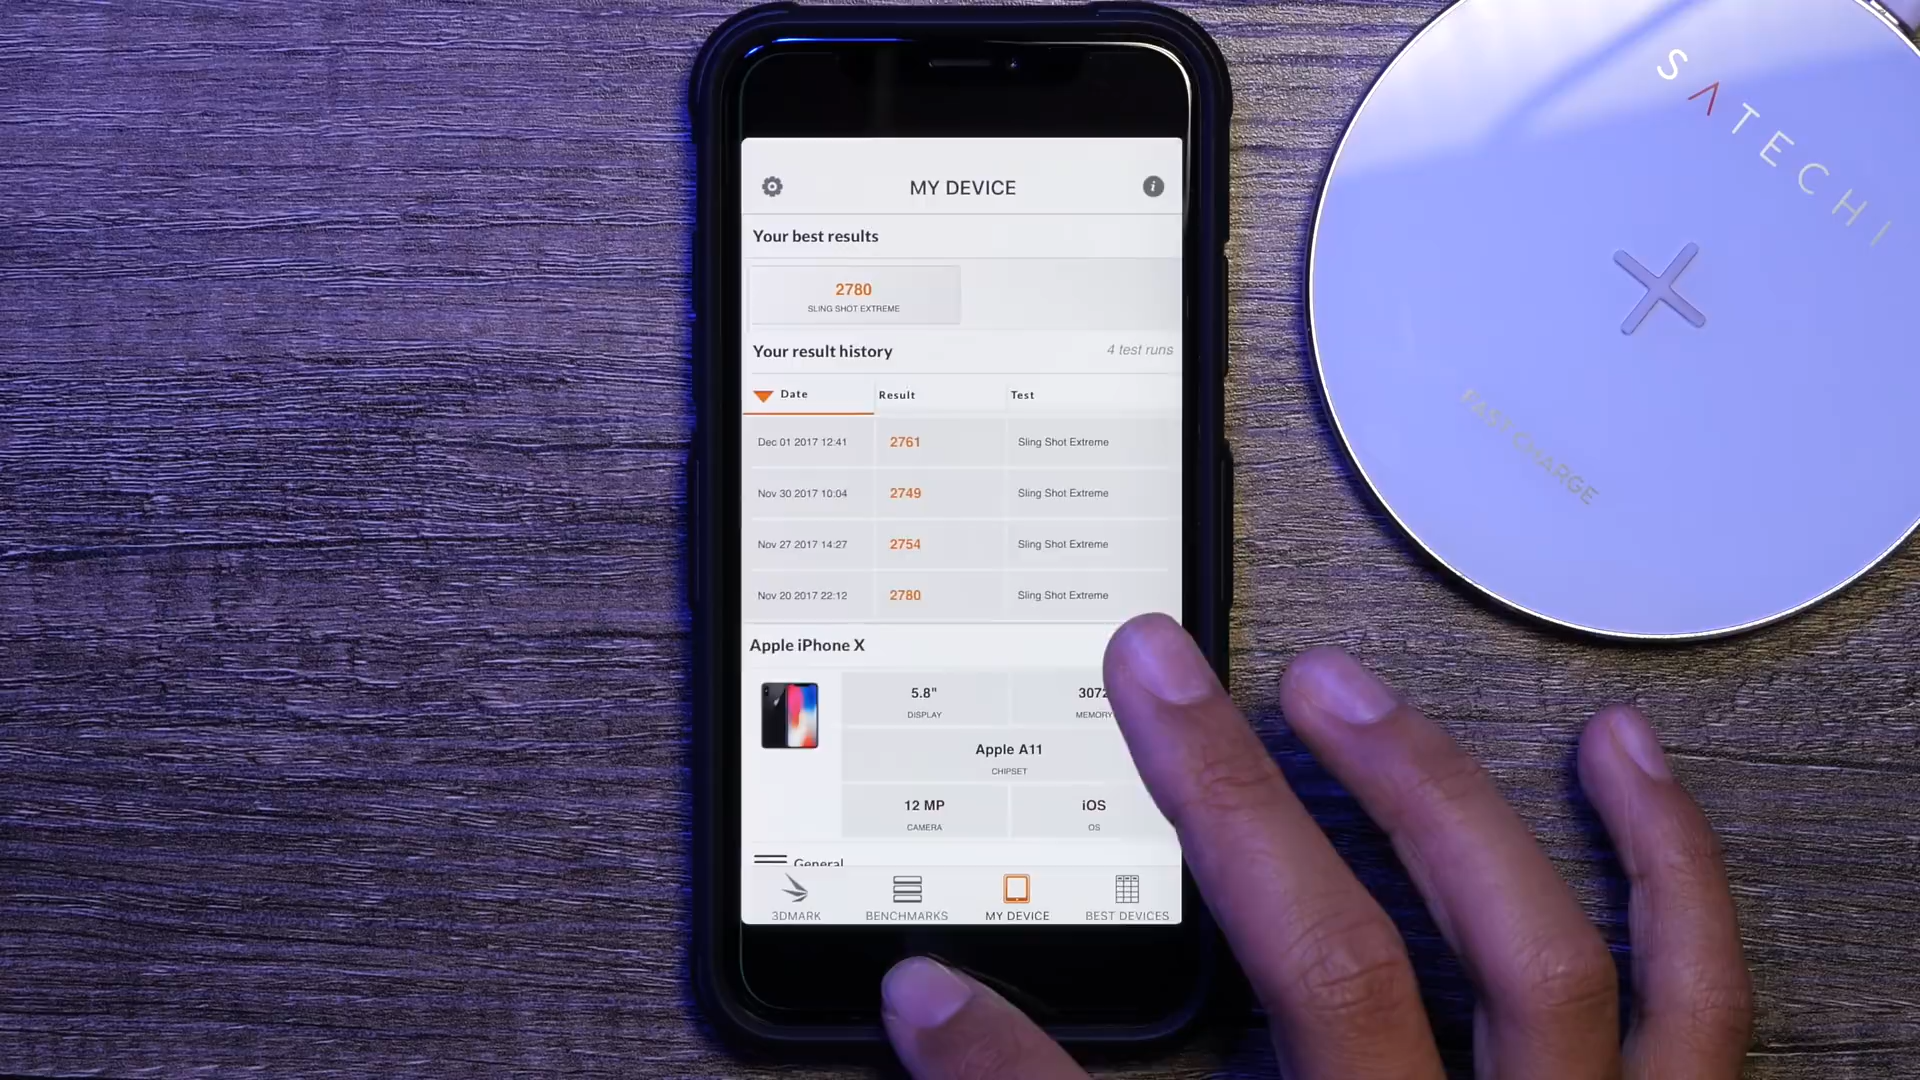 SATECHI
FAST CHARGE
MY DEVICE
i
Your best results
2780
SLING SHOT EXTREME
Your result history
4 test runs
Date Result Test
Dec 01 2017 12:41 2761 Sling Shot Extreme
Nov 30 2017 10:04 2749 Sling Shot Extreme
Nov 27 2017 14:27 2754 Sling Shot Extreme
Nov 20 2017 22:12 2780 Sling Shot Extreme
Apple iPhone X
5.8" 3072
DISPLAY MEMORY
Apple A11
CHIPSET
12 MP iOS
CAMERA OS
General
3DMARK BENCHMARKS MY DEVICE BEST DEVICES